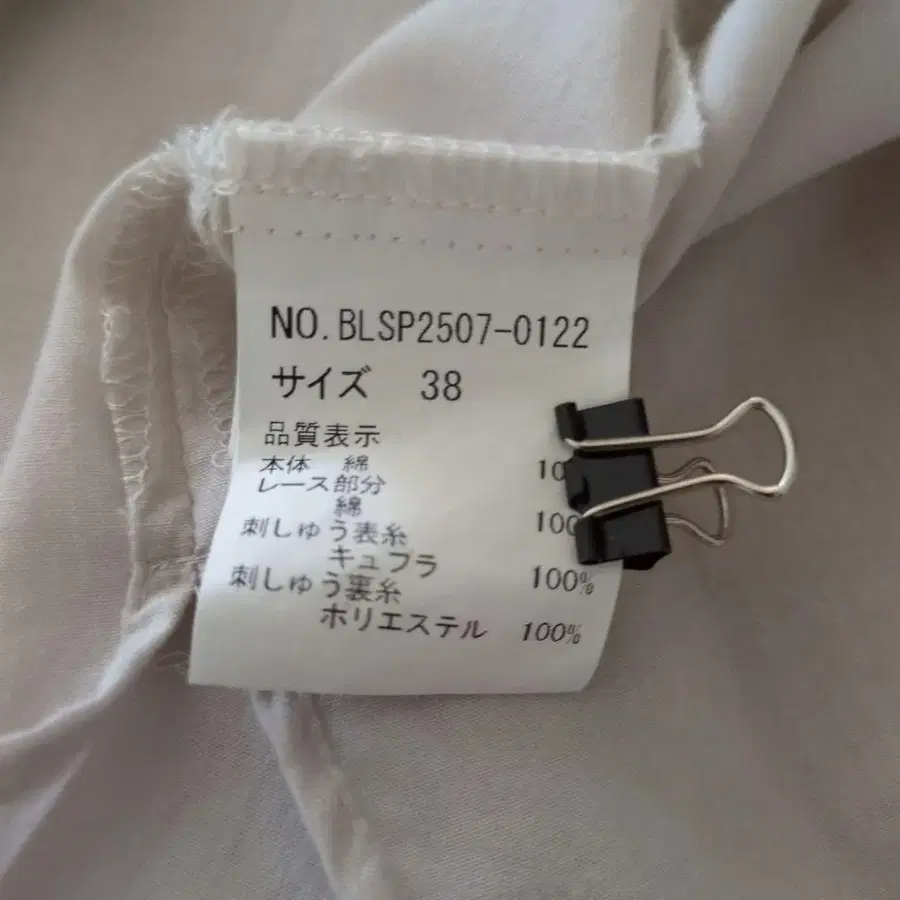 NO.BLSP2507-0122
サイズ 38
品質表示
本体 綿 10
レース部分
綿 100
刺しゅう表糸
キュプラ 100%
刺しゅう裏糸
ポリエステル 100%